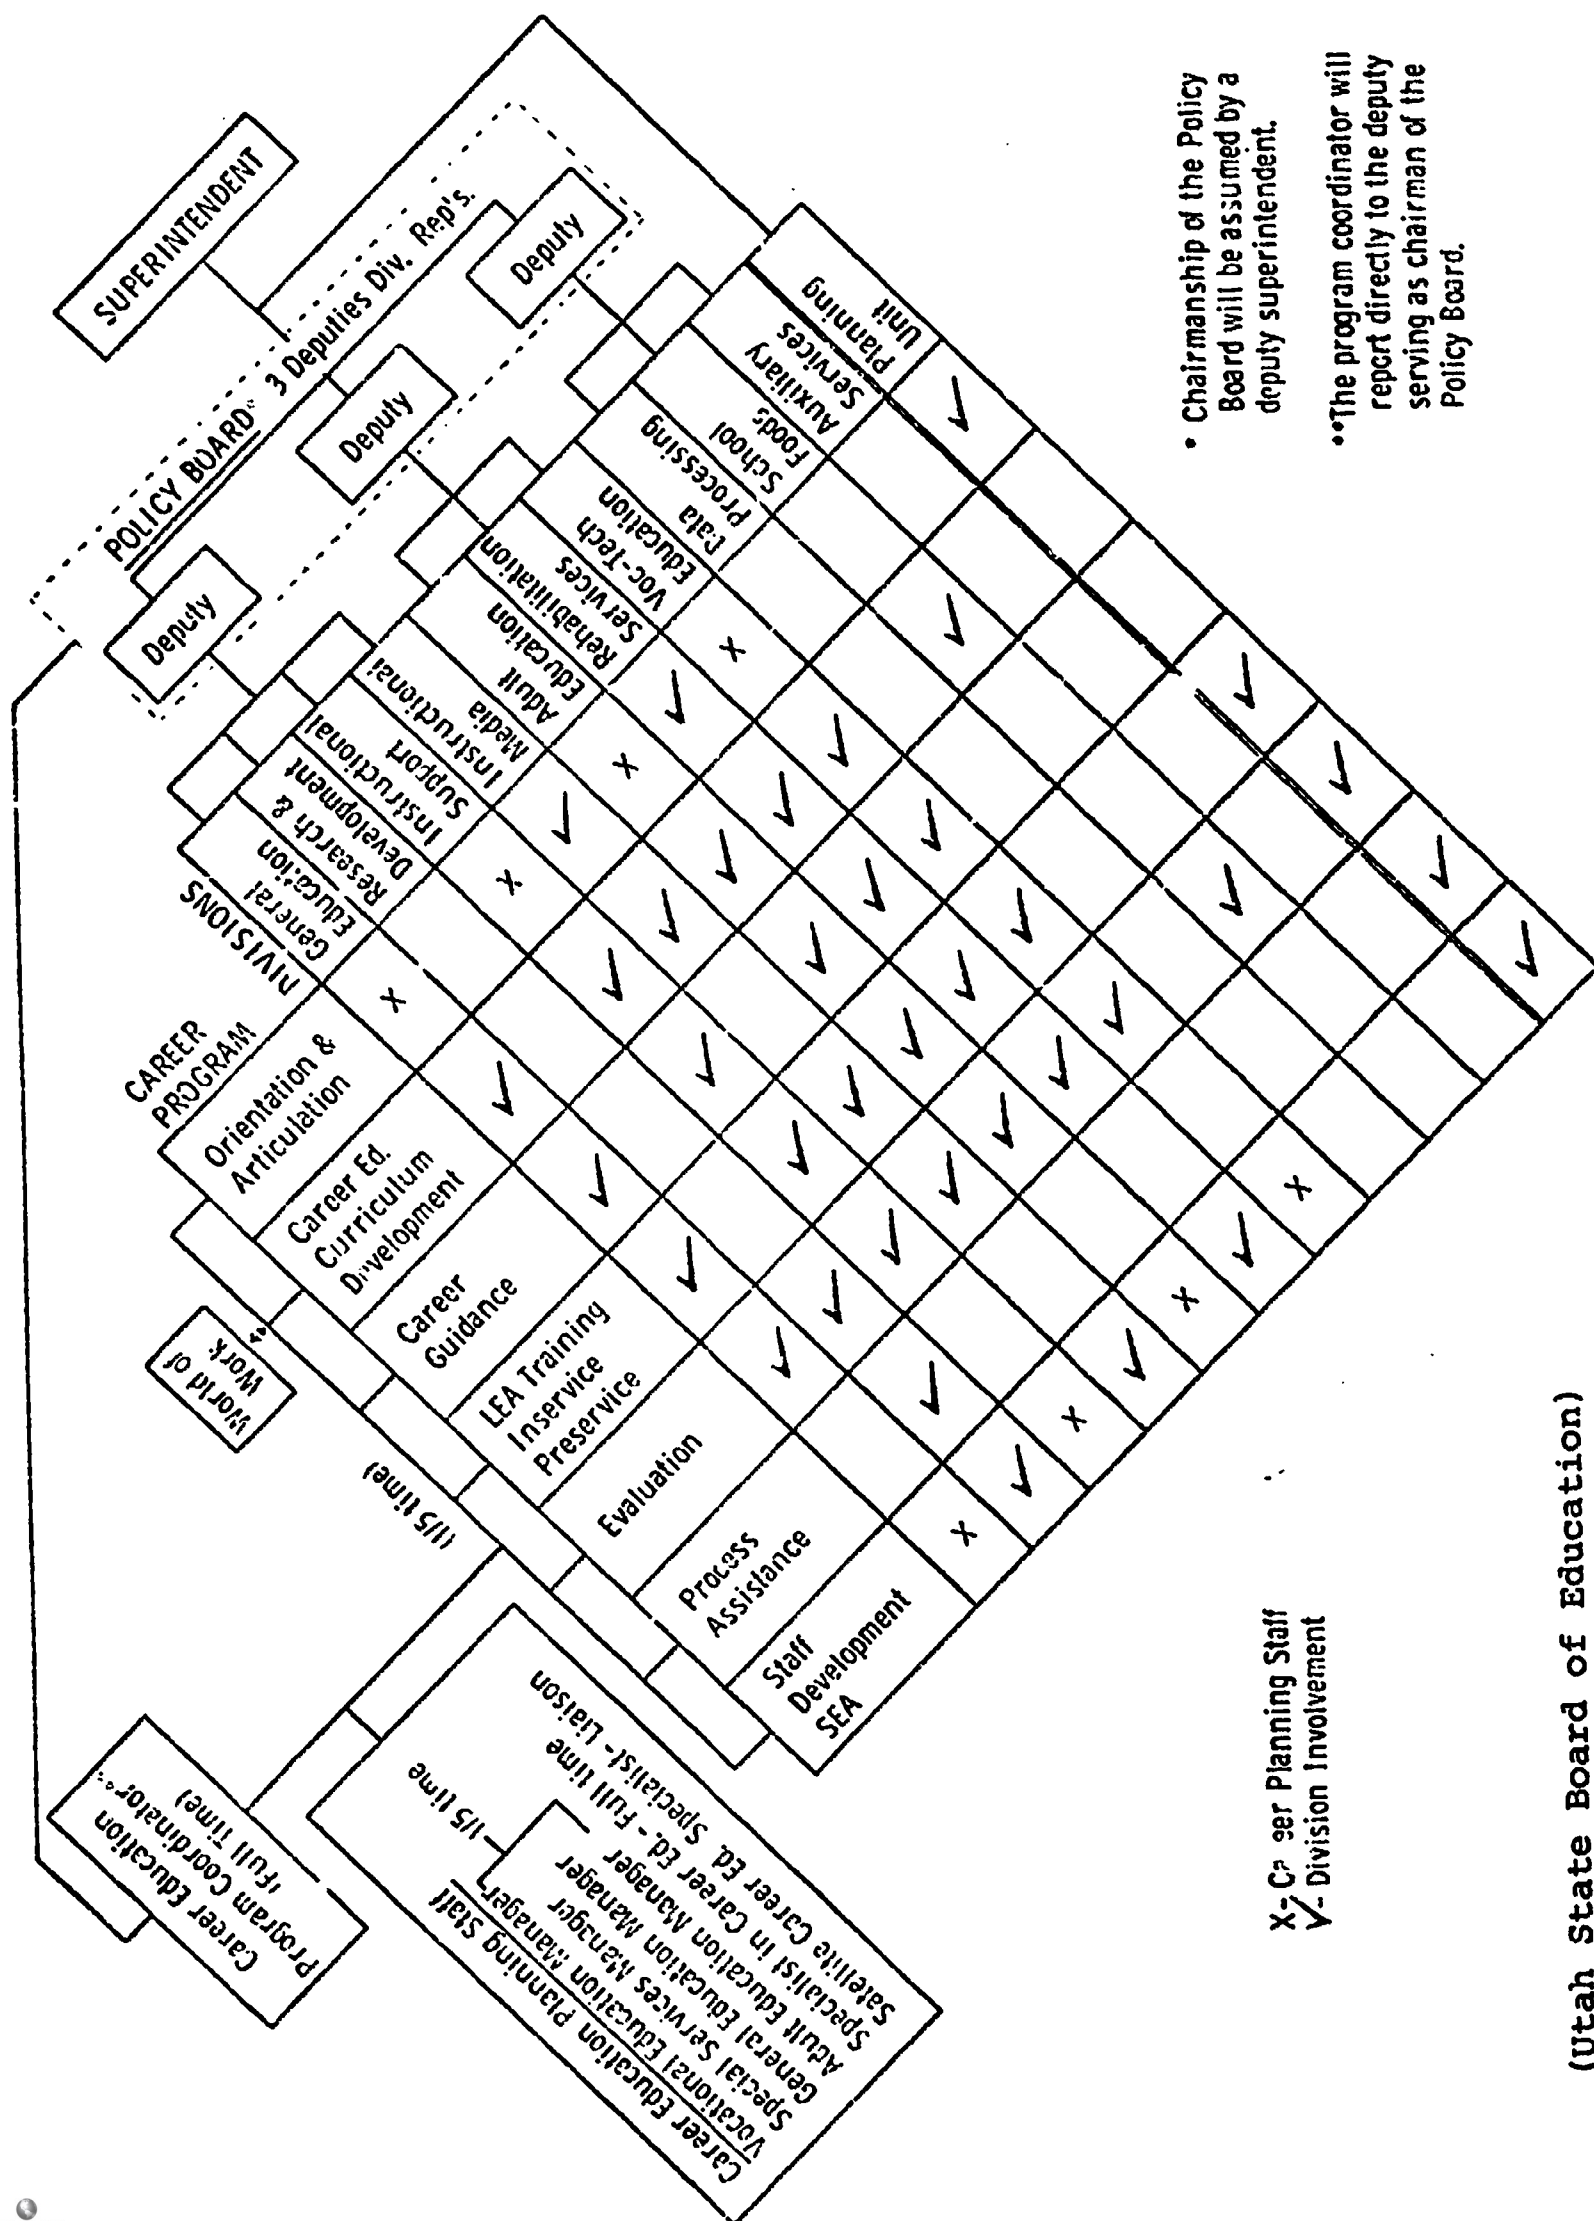 SUPERINTENDENT
POLICY BOARD*
3 Deputies Div. Rep's.
Deputy
Deputy
Deputy
DIVISIONS
General
Education
Research &
Development
Instructional
Support
Instructional
Media
Adult
Education
Rehabilitation
Services
Voc-Tech
Education
Data
Processing
School
Foods
Auxiliary
Services
Planning
Unit
CAREER
PROGRAM
Orientation &
Articulation
Career Ed.
Curriculum
Development
Career
Guidance
LEA Training
Inservice
Preservice
Evaluation
Process
Assistance
Staff
Development
SEA
World of
Work
(1/5 time)
Career Education
Program Coordinator**
(Full Time)
Career Education Planning Staff
Vocational Education Manager
Special Services Manager
General Education Manager
Adult Education Manager
1/5 time
Specialist in Career Ed. - Full time
Satellite Career Ed. Specialist - Liaison
X - Career Planning Staff
✓ - Division Involvement
* Chairmanship of the Policy
Board will be assumed by a
deputy superintendent.
**The program coordinator will
report directly to the deputy
serving as chairman of the
Policy Board.
(Utah State Board of Education)